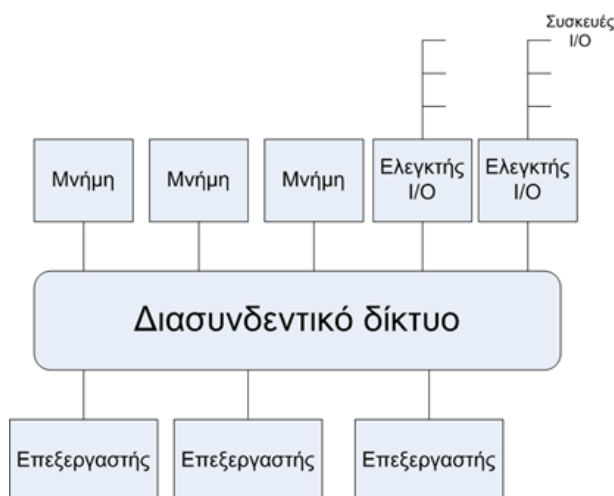 Συσκευές
I/O
Μνήμη
Μνήμη
Μνήμη
Ελεγκτής
I/O
Ελεγκτής
I/O
Διασυνδεντικό δίκτυο
Επεξεργαστής
Επεξεργαστής
Επεξεργαστής